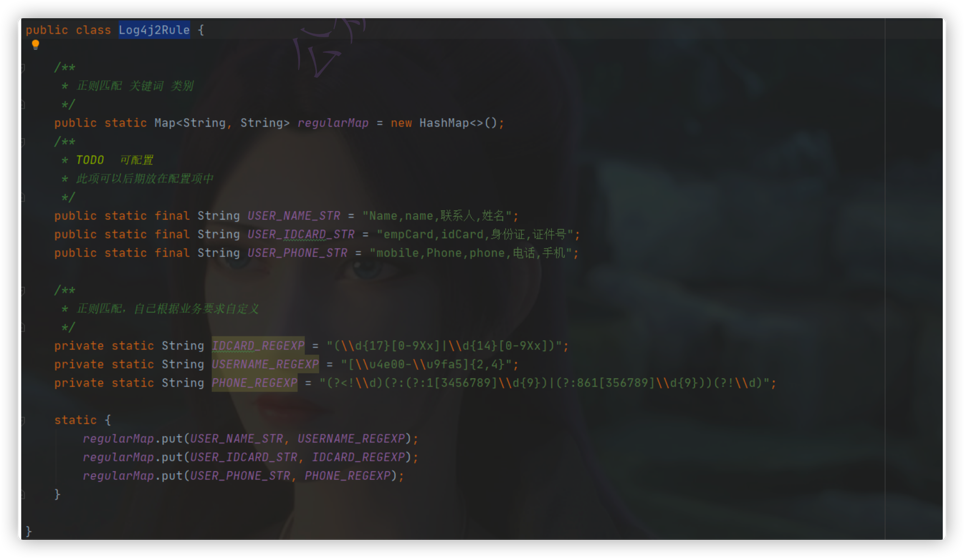 public class Log4j2Rule {
/**
* 正则匹配 关键词 类别
*/
public static Map<String, String> regularMap = new HashMap<>();
/**
* TODO 可配置
* 此项可以后期放在配置项中
*/
public static final String USER_NAME_STR = "Name,name,联系人,姓名";
public static final String USER_IDCARD_STR = "empCard,idCard,身份证,证件号";
public static final String USER_PHONE_STR = "mobile,Phone,phone,电话,手机";
/**
* 正则匹配，自己根据业务要求自定义
*/
private static String IDCARD_REGEXP = "(\\d{17}[0-9Xx]|\\d{14}[0-9Xx])";
private static String USERNAME_REGEXP = "[\\u4e00-\\u9fa5]{2,4}";
private static String PHONE_REGEXP = "(?<!\\d)(?:(?:1[3456789]\\d{9})|(?:861[356789]\\d{9}))(?!\\d)";
static {
regularMap.put(USER_NAME_STR, USERNAME_REGEXP);
regularMap.put(USER_IDCARD_STR, IDCARD_REGEXP);
regularMap.put(USER_PHONE_STR, PHONE_REGEXP);
}
}